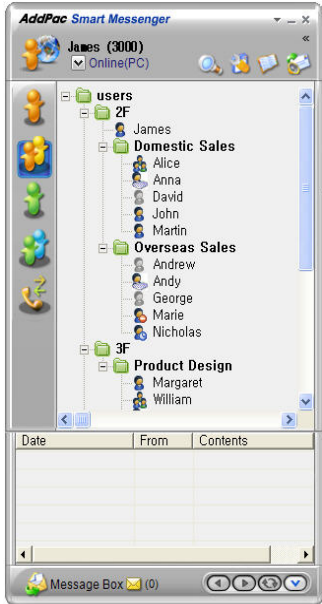 AddPac Smart Messenger
James (3000)
Online(PC)
users
2F
James
Domestic Sales
Alice
Anna
David
John
Martin
Overseas Sales
Andrew
Andy
George
Marie
Nicholas
3F
Product Design
Margaret
William
Date From Contents
Message Box (0)